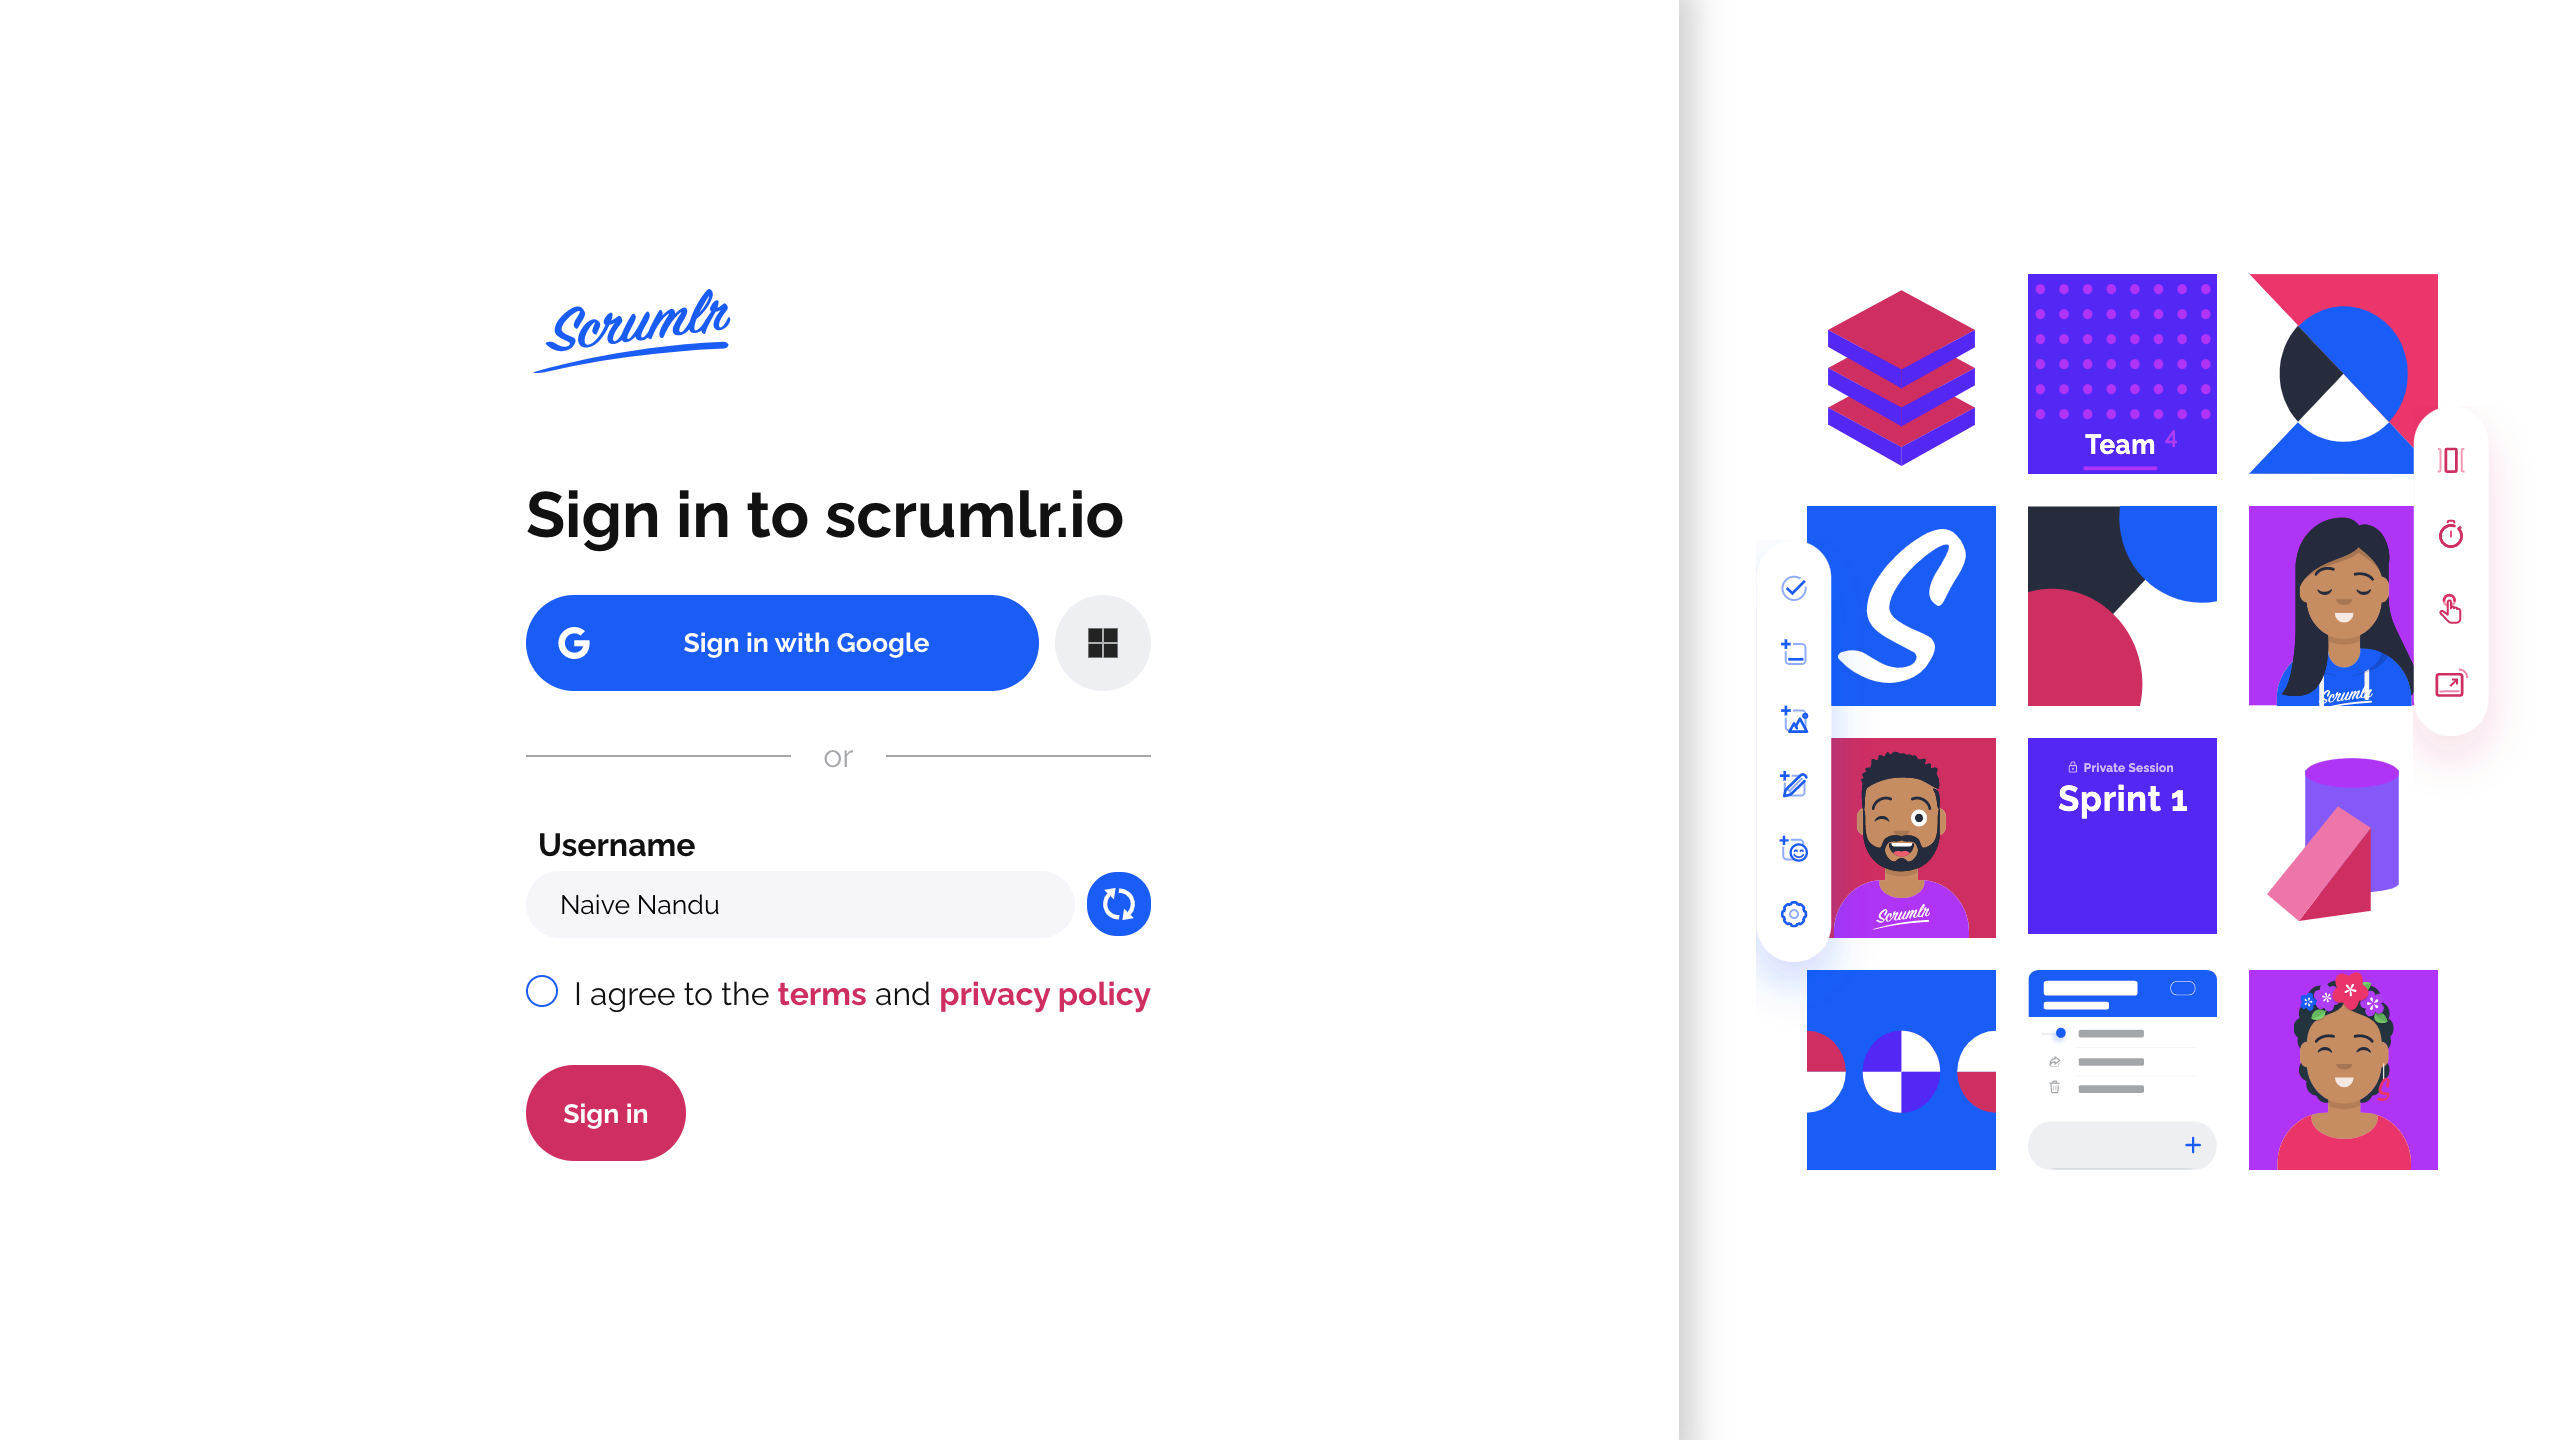 Scrumlr
Sign in to scrumlr.io
Sign in with Google
or
Username
Naive Nandu
I agree to the terms and privacy policy
Sign in
Team 4
S
Scrumlr
Scrumlr
Private Session
Sprint 1